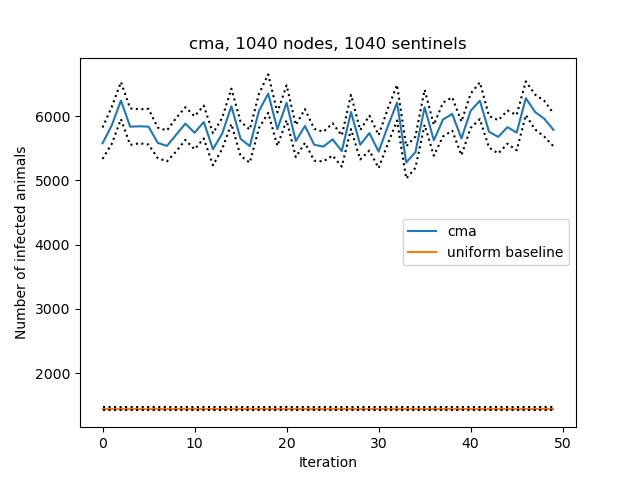 cma, 1040 nodes, 1040 sentinels
Number of infected animals
6000
5000
4000
3000
2000
cma
uniform baseline
0
10
20
30
40
50
Iteration